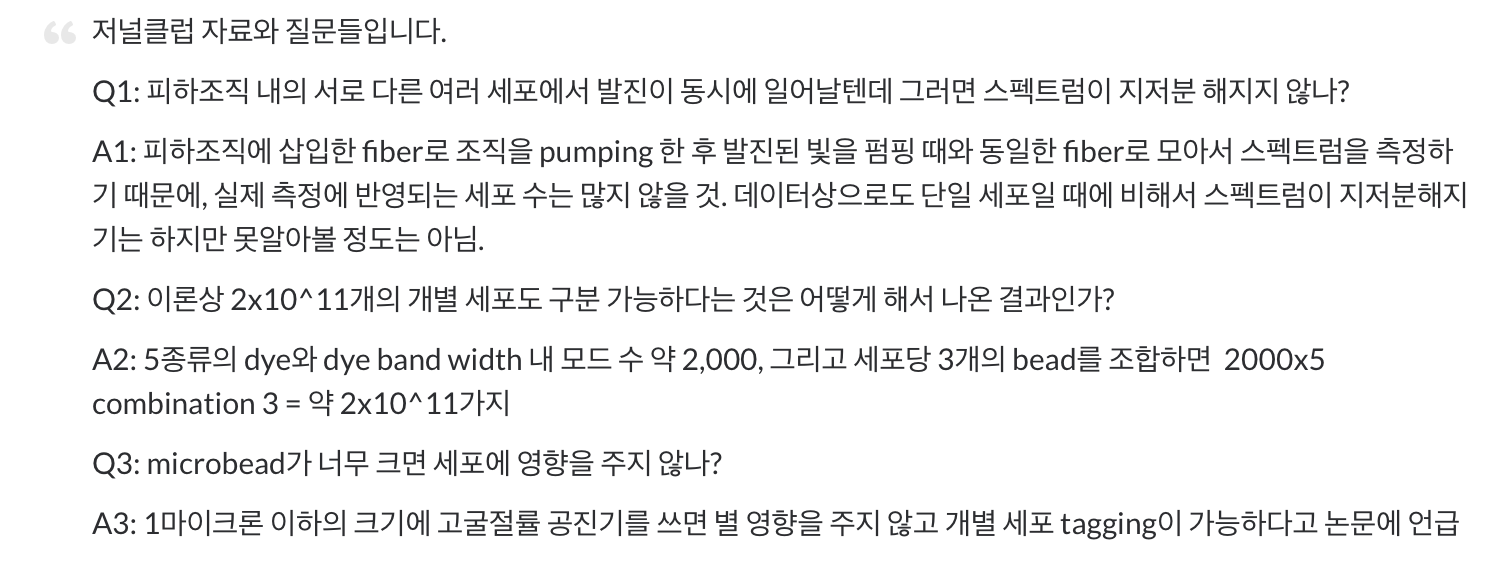 저널클럽 자료와 질문들입니다.
Q1: 피하조직 내의 서로 다른 여러 세포에서 발진이 동시에 일어날텐데 그러면 스펙트럼이 지저분 해지지 않나?
A1: 피하조직에 삽입한 fiber로 조직을 pumping 한 후 발진된 빛을 펌핑 때와 동일한 fiber로 모아서 스펙트럼을 측정하
기 때문에, 실제 측정에 반영되는 세포 수는 많지 않을 것. 데이터상으로도 단일 세포일 때에 비해서 스펙트럼이 지저분해지
기는 하지만 못알아볼 정도는 아님.
Q2: 이론상 2x10^11개의 개별 세포도 구분 가능하다는 것은 어떻게 해서 나온 결과인가?
A2: 5종류의 dye와 dye band width 내 모드 수 약 2,000, 그리고 세포당 3개의 bead를 조합하면  2000x5
combination 3 = 약 2x10^11가지
Q3: microbead가 너무 크면 세포에 영향을 주지 않나?
A3: 1마이크론 이하의 크기에 고굴절률 공진기를 쓰면 별 영향을 주지 않고 개별 세포 tagging이 가능하다고 논문에 언급